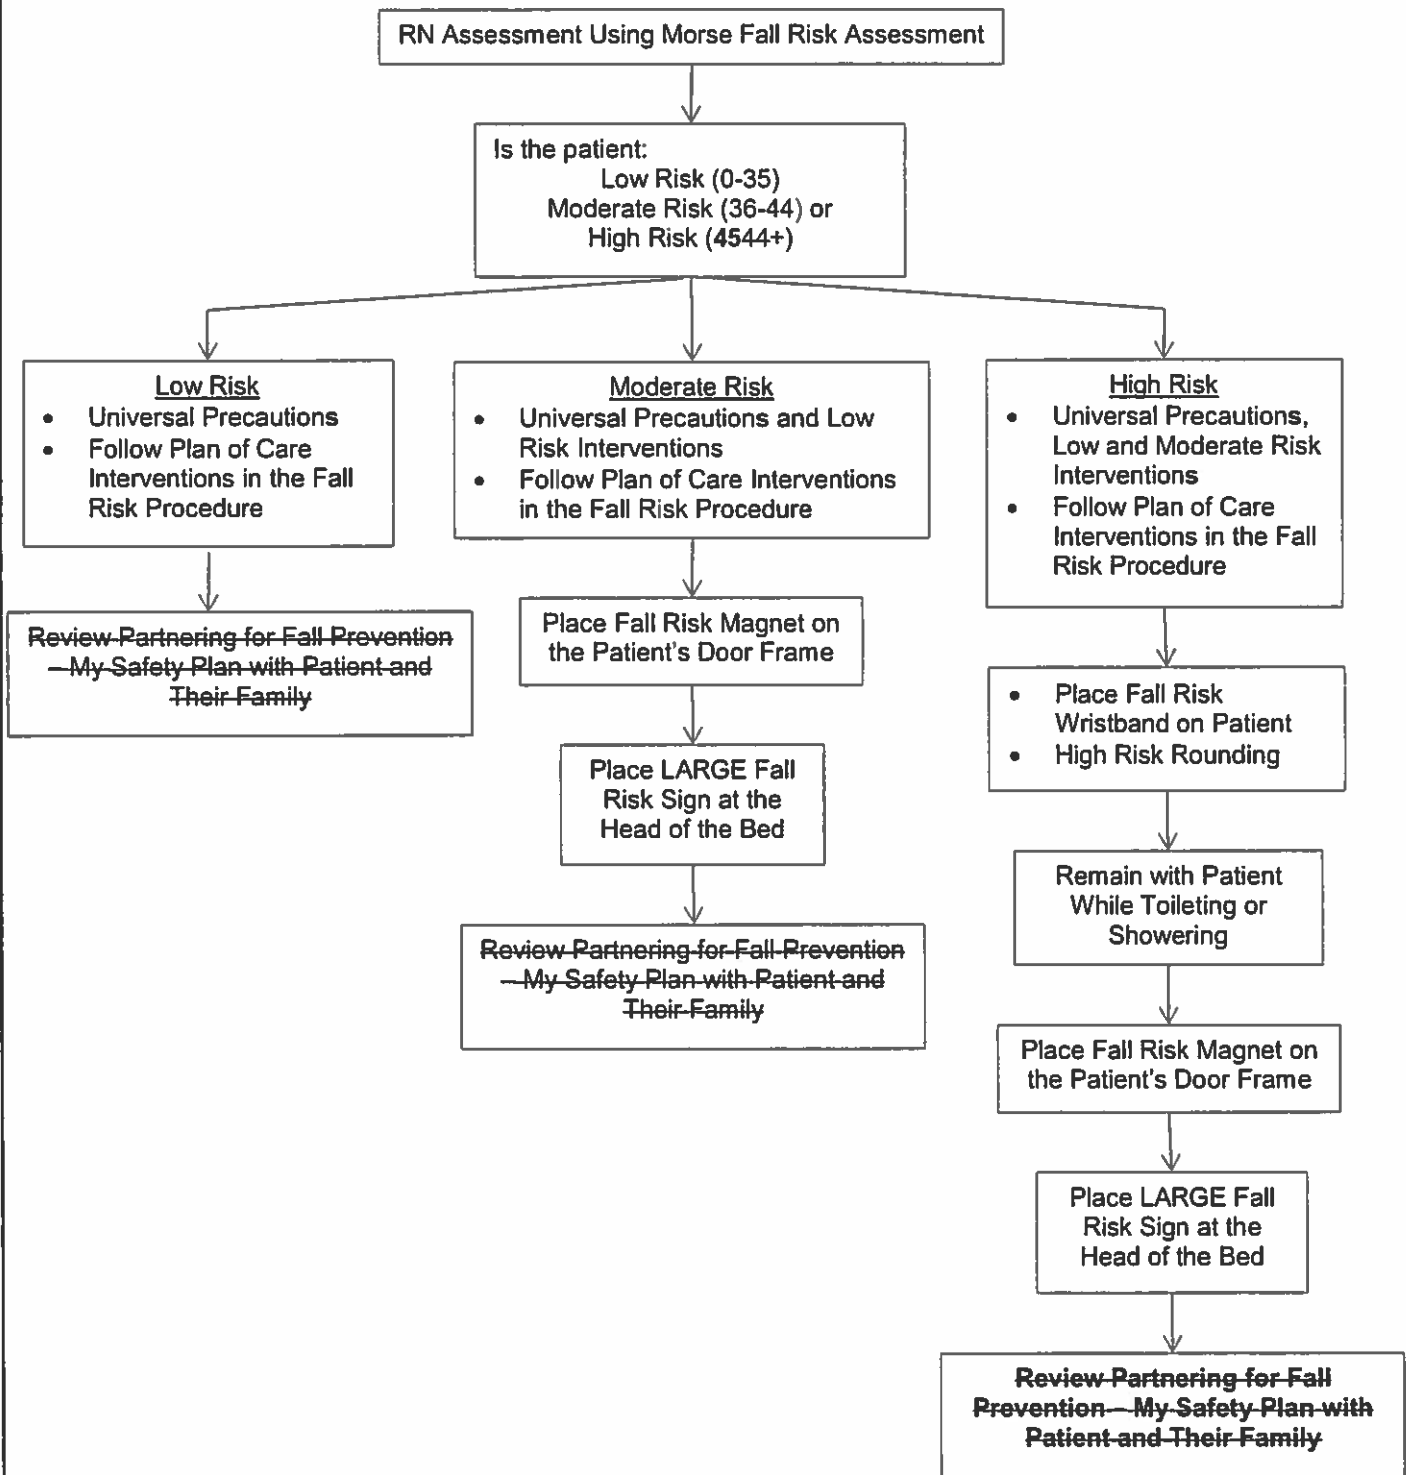 RN Assessment Using Morse Fall Risk Assessment
Is the patient:
Low Risk (0-35)
Moderate Risk (36-44) or
High Risk (4544+)
Low Risk
• Universal Precautions
• Follow Plan of Care
Interventions in the Fall
Risk Procedure
Review Partnering for Fall Prevention
– My Safety Plan with Patient and
Their Family
Moderate Risk
• Universal Precautions and Low
Risk Interventions
• Follow Plan of Care Interventions
in the Fall Risk Procedure
Place Fall Risk Magnet on
the Patient's Door Frame
Place LARGE Fall
Risk Sign at the
Head of the Bed
Review Partnering for Fall Prevention
– My Safety Plan with Patient and
Their Family
High Risk
• Universal Precautions,
Low and Moderate Risk
Interventions
• Follow Plan of Care
Interventions in the Fall
Risk Procedure
• Place Fall Risk
Wristband on Patient
• High Risk Rounding
Remain with Patient
While Toileting or
Showering
Place Fall Risk Magnet on
the Patient's Door Frame
Place LARGE Fall
Risk Sign at the
Head of the Bed
Review Partnering for Fall
Prevention – My Safety Plan with
Patient and Their Family